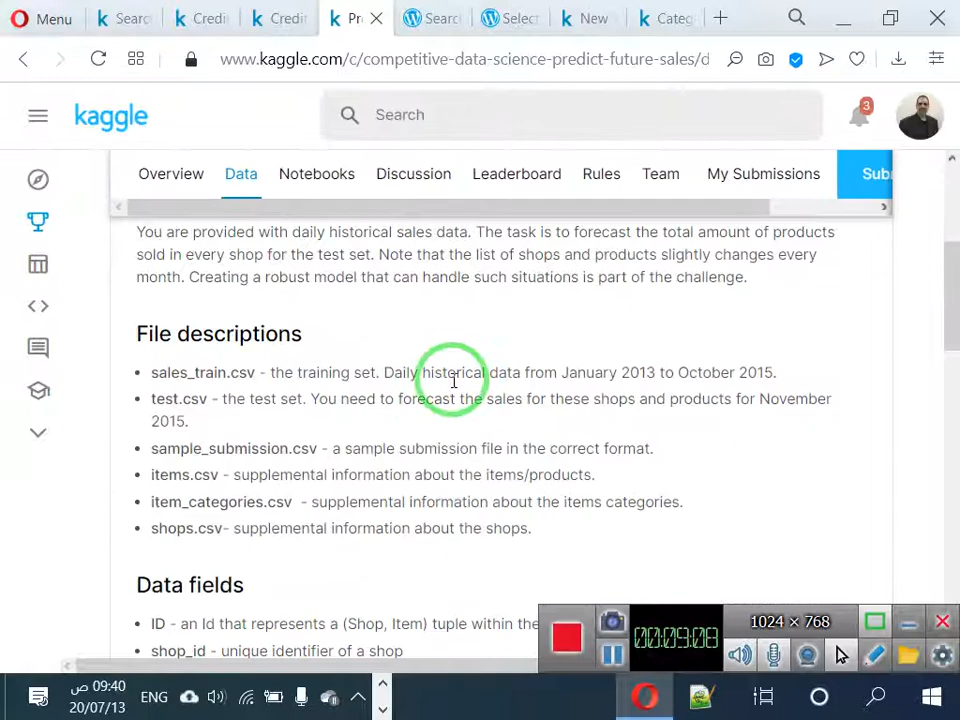 Menu
Searc
Credi
Credi
Pr
Searc
Select
New
Categ
www.kaggle.com/c/competitive-data-science-predict-future-sales/d
kaggle
Search
3
Overview
Data
Notebooks
Discussion
Leaderboard
Rules
Team
My Submissions
Sub
You are provided with daily historical sales data. The task is to forecast the total amount of products
sold in every shop for the test set. Note that the list of shops and products slightly changes every
month. Creating a robust model that can handle such situations is part of the challenge.
File descriptions
sales_train.csv - the training set. Daily historical data from January 2013 to October 2015.
test.csv - the test set. You need to forecast the sales for these shops and products for November
2015.
sample_submission.csv - a sample submission file in the correct format.
items.csv - supplemental information about the items/products.
item_categories.csv - supplemental information about the items categories.
shops.csv- supplemental information about the shops.
Data fields
ID - an Id that represents a (Shop, Item) tuple within the
shop_id - unique identifier of a shop
1024 × 768
00:09:08
09:40 ص
20/07/13
ENG